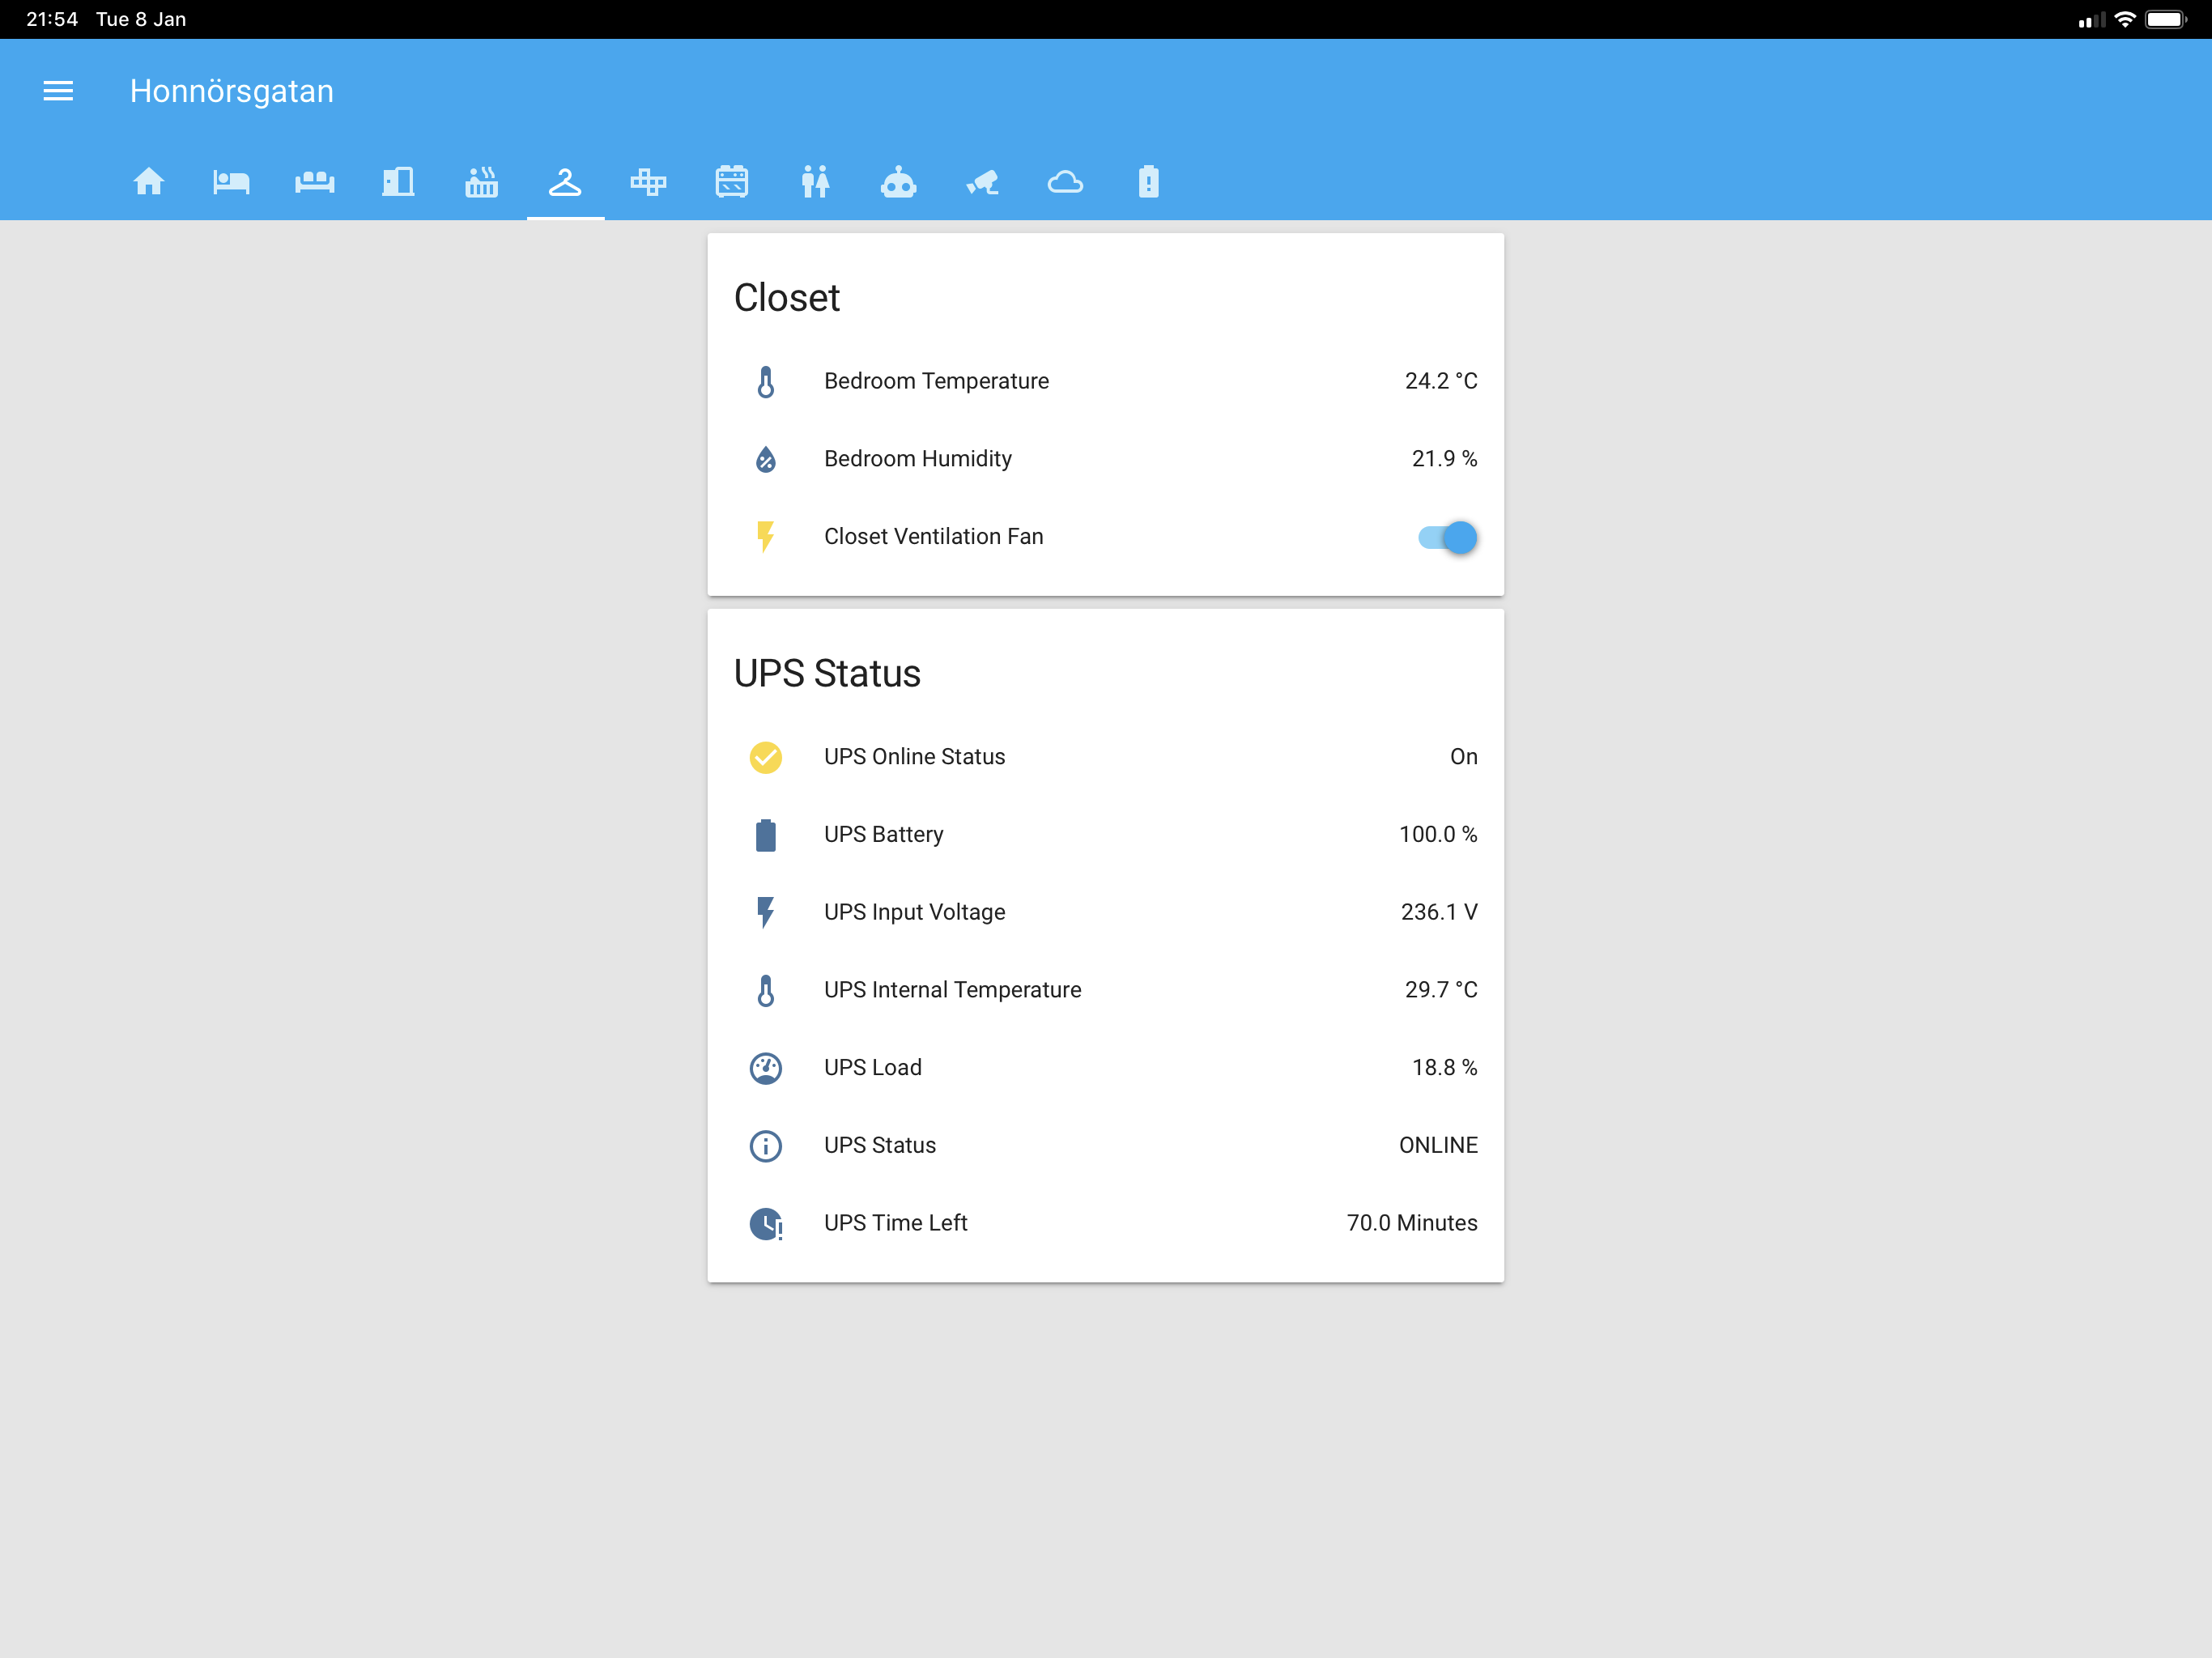 21:54 Tue 8 Jan
Honnörsgatan
Closet
Bedroom Temperature 24.2 °C
Bedroom Humidity 21.9 %
Closet Ventilation Fan
UPS Status
UPS Online Status On
UPS Battery 100.0 %
UPS Input Voltage 236.1 V
UPS Internal Temperature 29.7 °C
UPS Load 18.8 %
UPS Status ONLINE
UPS Time Left 70.0 Minutes